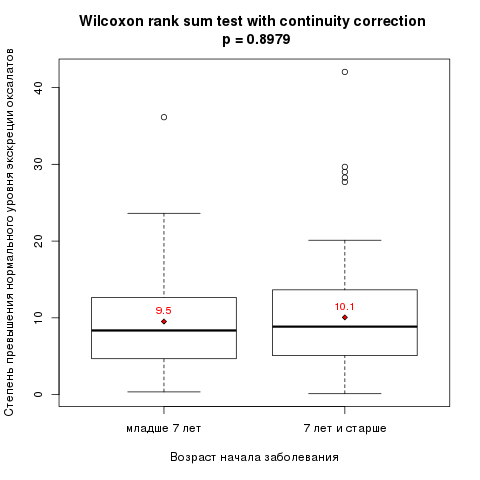 Wilcoxon rank sum test with continuity correction
p = 0.8979
Степень превышения нормального уровня экскреции оксалатов
40
30
20
10
0
9.5
10.1
младше 7 лет
7 лет и старше
Возраст начала заболевания